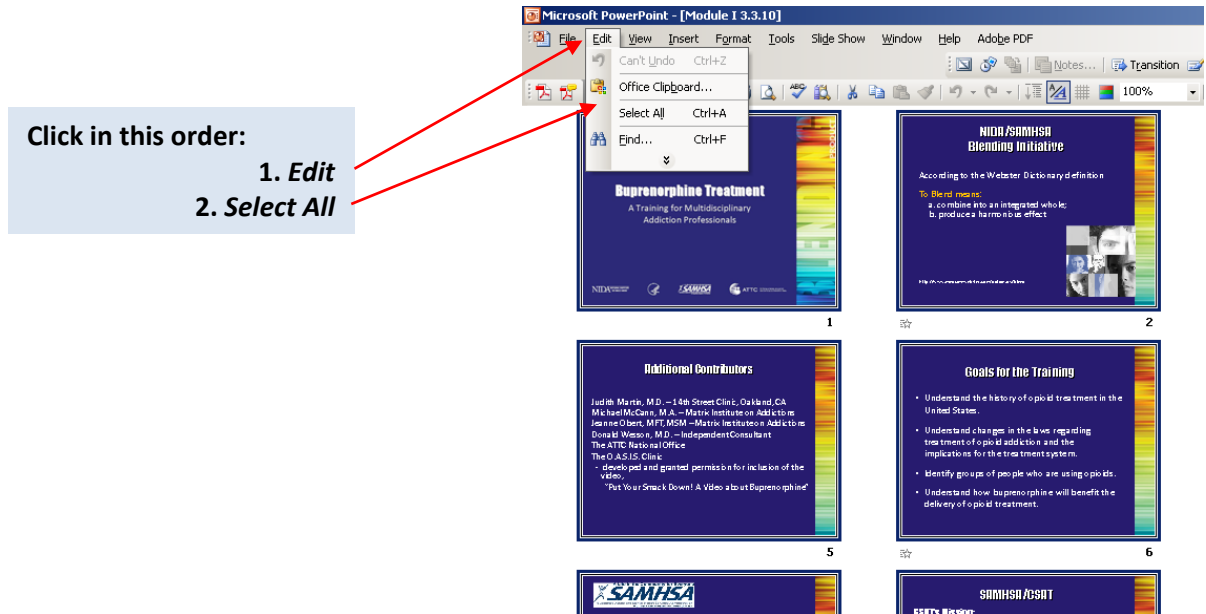 Microsoft PowerPoint - [Module I 3.3.10]
File Edit View Insert Format Tools Slide Show Window Help Adobe PDF
Can't Undo Ctrl+Z
Office Clipboard...
Select All Ctrl+A
Find... Ctrl+F
Notes... Transition
100%
Click in this order:
1. Edit
2. Select All
Buprenorphine Treatment
A Training for Multidisciplinary
Addiction Professionals
NIDA SAMHSA ATTC
1
NIDA/SAMHSA
Blending Initiative
According to the Webster Dictionary definition
To Blend means:
a. combine into an integrated whole;
b. produce a harmonious effect
2
Additional Contributors
Judith Martin, M.D. – 14th Street Clinic, Oakland, CA
Michael McCann, M.A. – Matrix Institute on Addictions
Jeanne Obert, MFT, MSM – Matrix Institute on Addictions
Donald Wesson, M.D. – Independent Consultant
The ATTC National Office
The O.A.S.I.S. Clinic
- developed and granted permission for inclusion of the
video,
"Put Your Smack Down! A Video about Buprenorphine"
5
Goals for the Training
• Understand the history of opioid treatment in the
United States.
• Understand changes in the laws regarding
treatment of opioid addiction and the
implications for the treatment system.
• Identify groups of people who are using opioids.
• Understand how buprenorphine will benefit the
delivery of opioid treatment.
6
SAMHSA
SAMHSA/CSAT
CSAT's Mission: